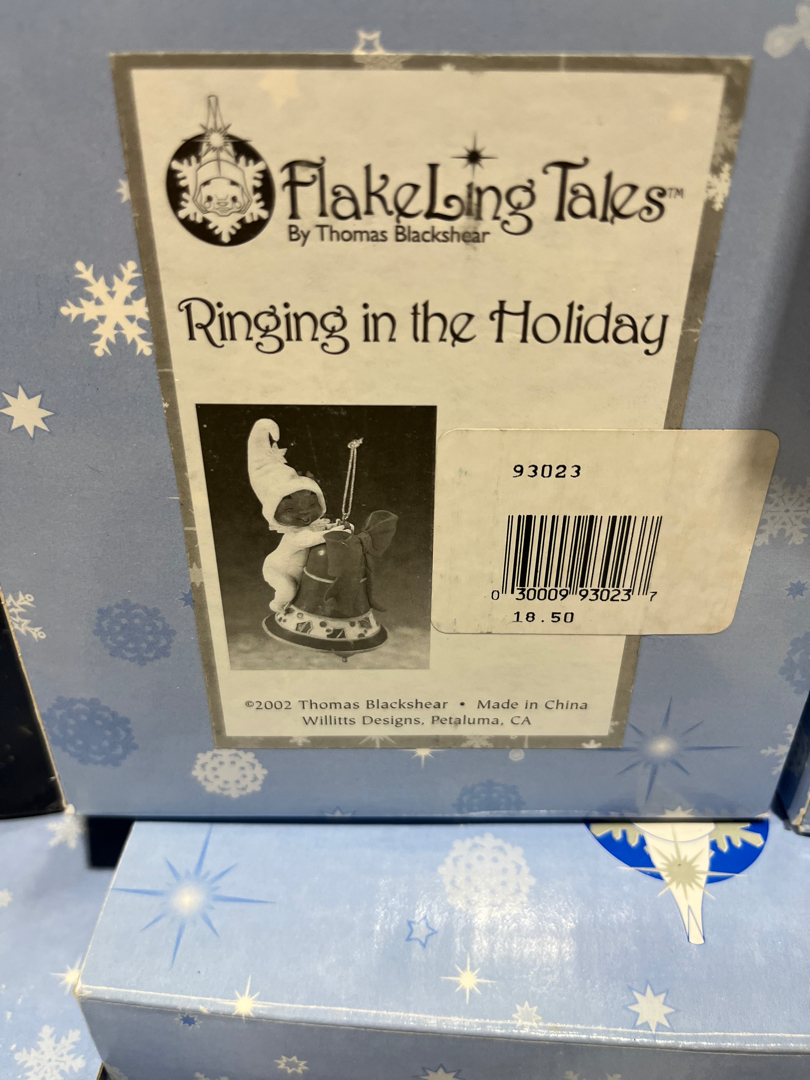 FlakeLing Tales™
By Thomas Blackshear
Ringing in the Holiday
93023
0 30009 93023 7
18.50
©2002 Thomas Blackshear • Made in China
Willitts Designs, Petaluma, CA